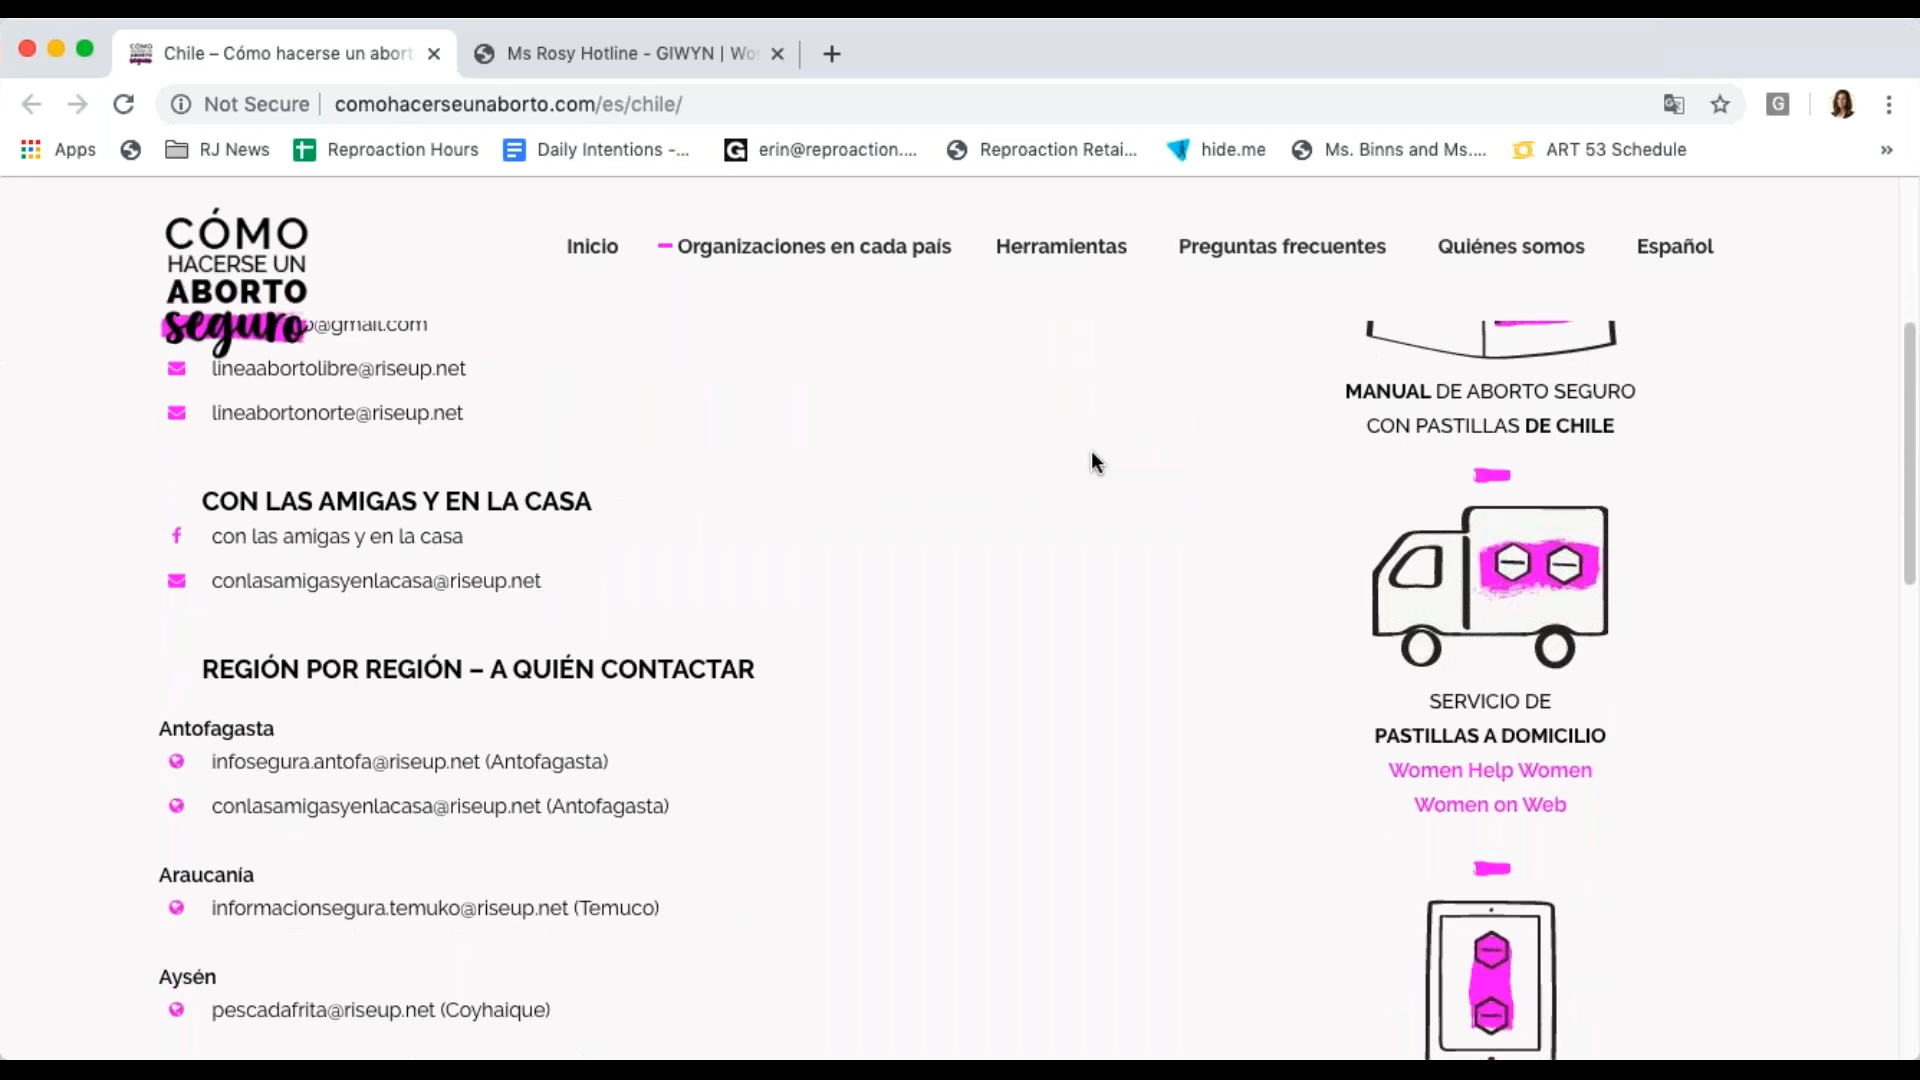 Chile – Cómo hacerse un abort
Ms Rosy Hotline - GIWYN | Wo
Not Secure
comohacerseunaborto.com/es/chile/
G
Apps
RJ News
Reproaction Hours
Daily Intentions -...
erin@reproaction....
Reproaction Retai...
hide.me
Ms. Binns and Ms....
ART 53 Schedule
»
CÓMO
HACERSE UN
ABORTO
seguro
Inicio
Organizaciones en cada país
Herramientas
Preguntas frecuentes
Quiénes somos
Español
@gmail.com
lineaabortolibre@riseup.net
lineabortonorte@riseup.net
CON LAS AMIGAS Y EN LA CASA
con las amigas y en la casa
conlasamigasyenlacasa@riseup.net
REGIÓN POR REGIÓN – A QUIÉN CONTACTAR
Antofagasta
infosegura.antofa@riseup.net (Antofagasta)
conlasamigasyenlacasa@riseup.net (Antofagasta)
Araucanía
informacionsegura.temuko@riseup.net (Temuco)
Aysén
pescadafrita@riseup.net (Coyhaique)
MANUAL DE ABORTO SEGURO
CON PASTILLAS DE CHILE
SERVICIO DE
PASTILLAS A DOMICILIO
Women Help Women
Women on Web